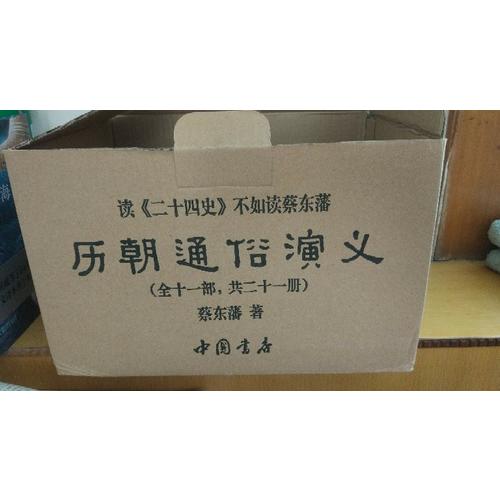 读《二十四史》不如读蔡东藩
历朝通俗演义
(全十一部,共二十一册)
蔡东藩 著
中国书店
海